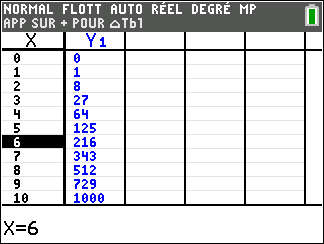 NORMAL FLOTT AUTO RÉEL DEGRÉ MP
APP SUR + POUR △Tbl
X Y1
0 0
1 1
2 8
3 27
4 64
5 125
6 216
7 343
8 512
9 729
10 1000
X=6